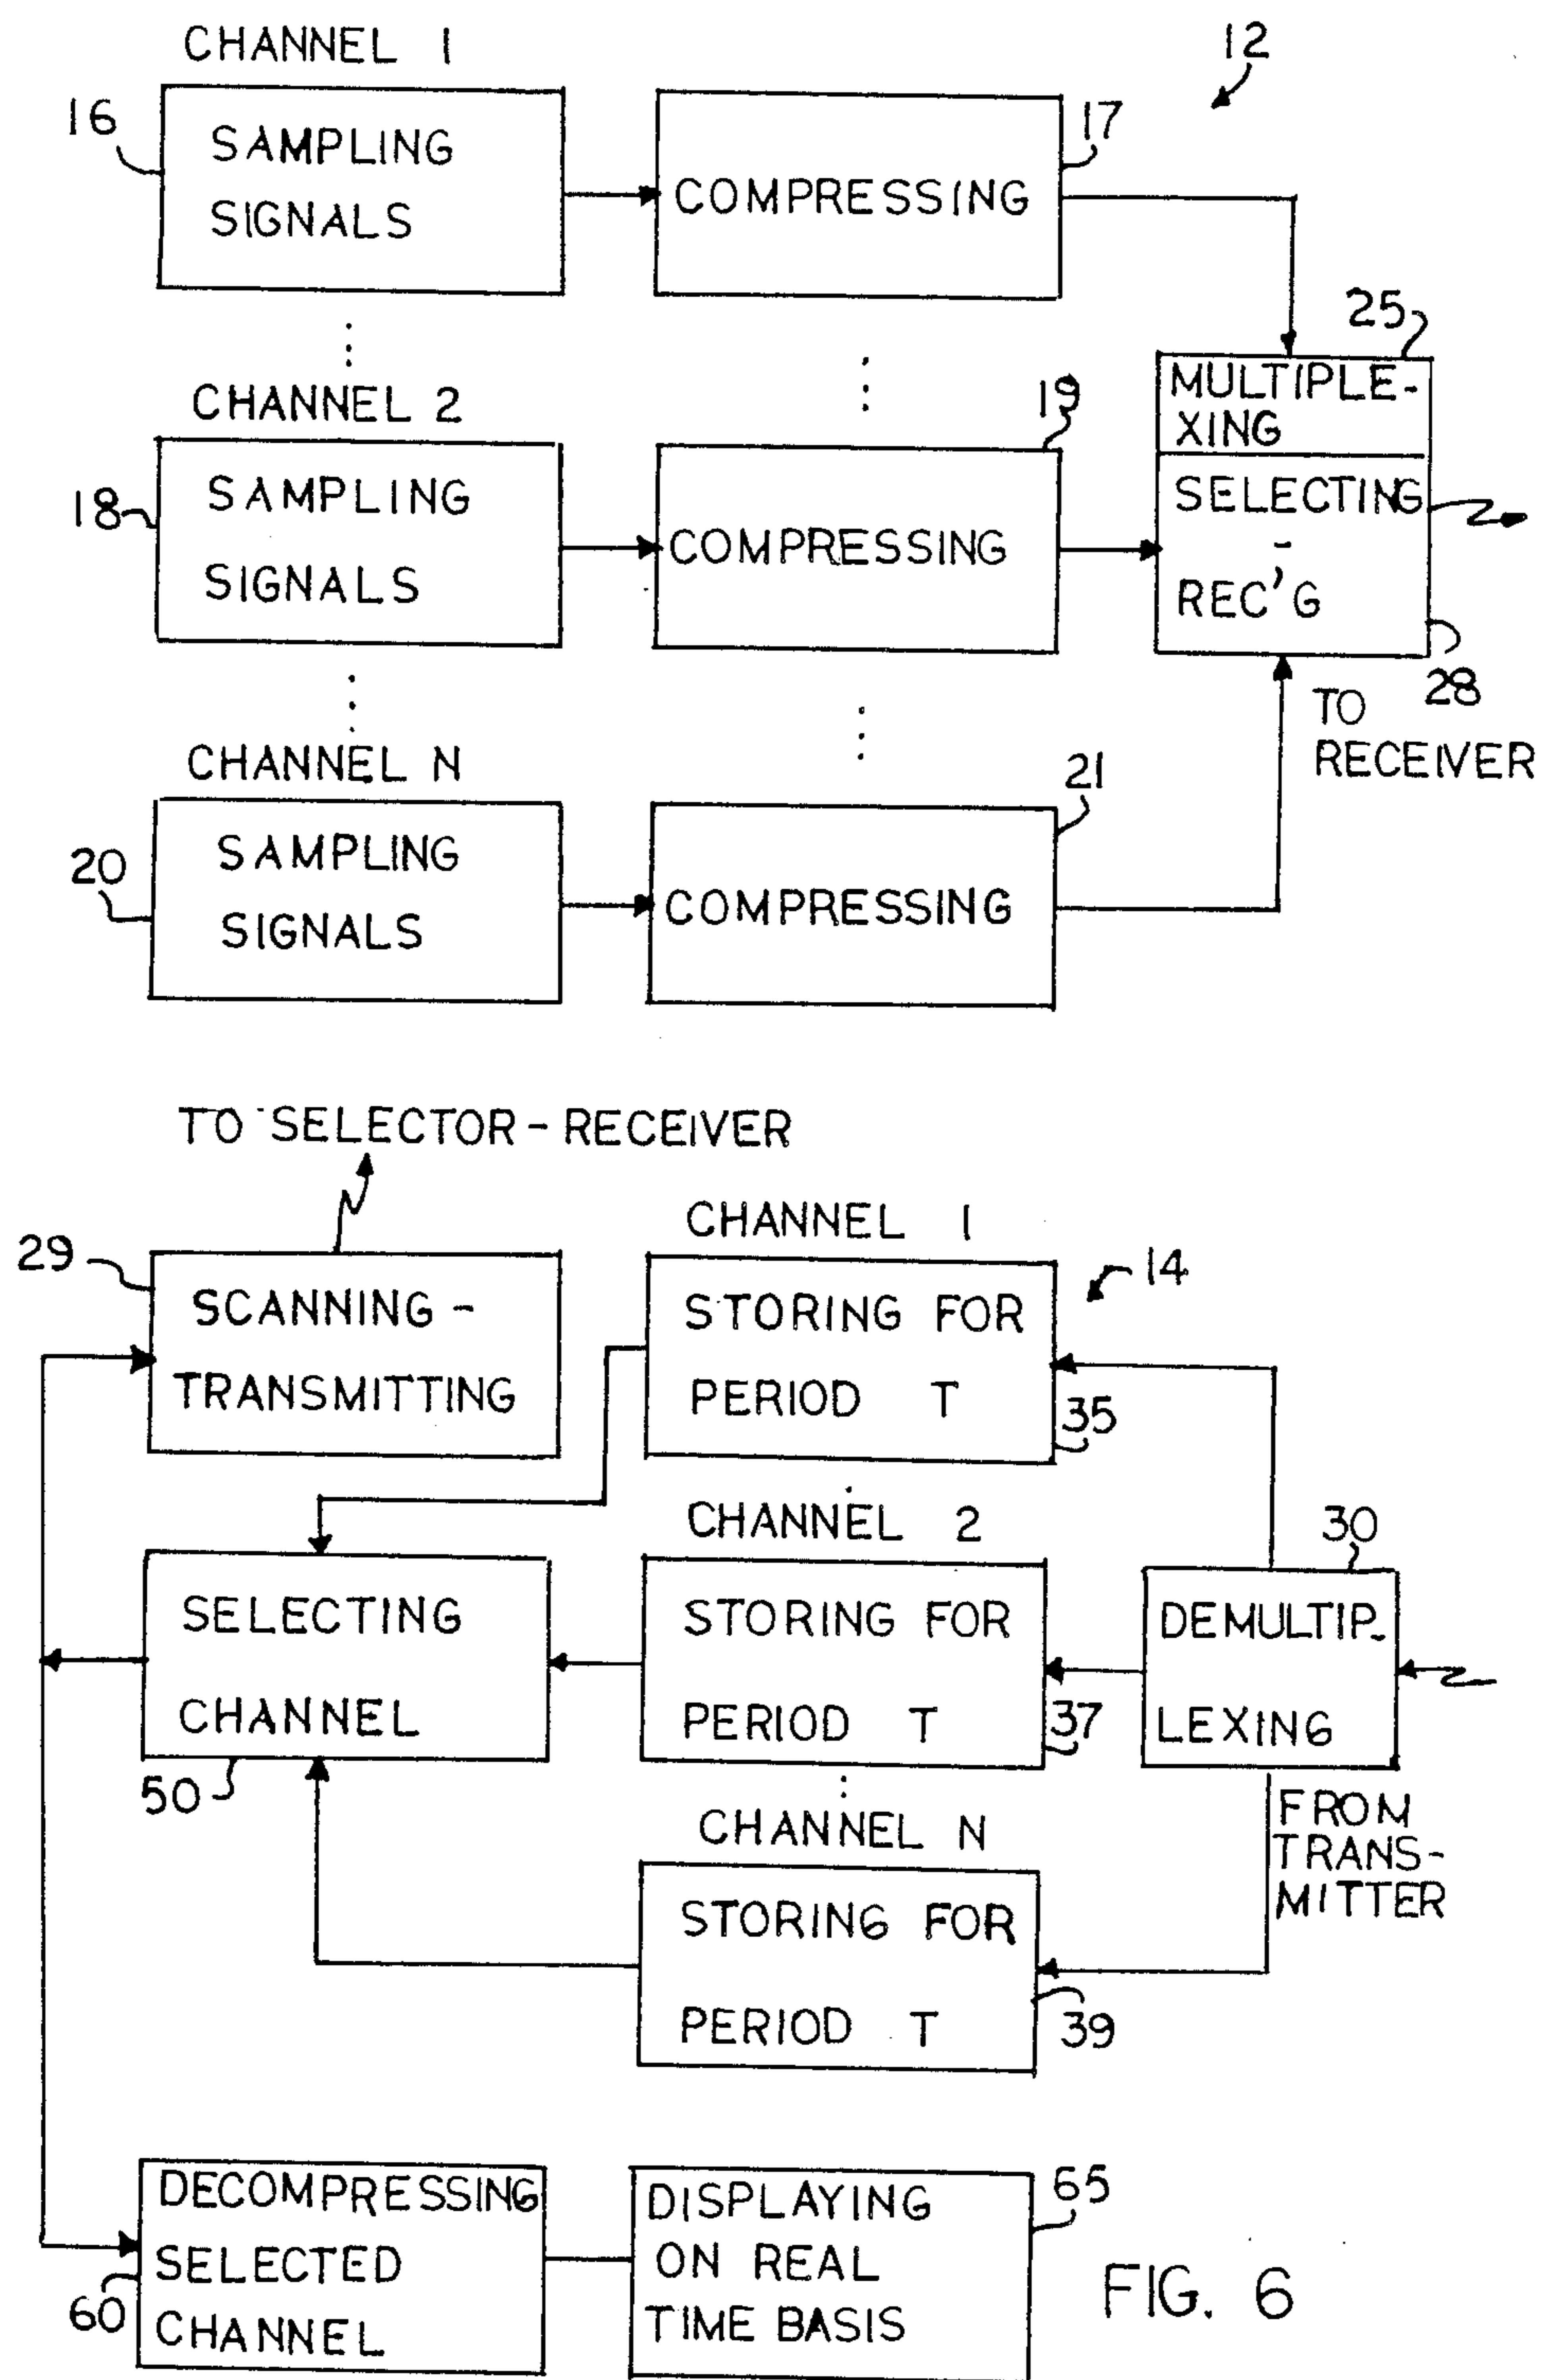 CHANNEL 1
12
16
SAMPLING
SIGNALS
COMPRESSING
17
25
MULTIPLE-
XING
SELECTING
-
REC'G
28
TO
RECEIVER
CHANNEL 2
18
SAMPLING
SIGNALS
COMPRESSING
19
CHANNEL N
20
SAMPLING
SIGNALS
COMPRESSING
21
TO SELECTOR-RECEIVER
29
SCANNING-
TRANSMITTING
CHANNEL 1
14
STORING FOR
PERIOD T
35
CHANNEL 2
STORING FOR
PERIOD T
37
30
DEMULTIP-
LEXING
FROM
TRANS-
MITTER
SELECTING
CHANNEL
50
CHANNEL N
STORING FOR
PERIOD T
39
DECOMPRESSING
SELECTED
CHANNEL
60
DISPLAYING
ON REAL
TIME BASIS
65
FIG. 6